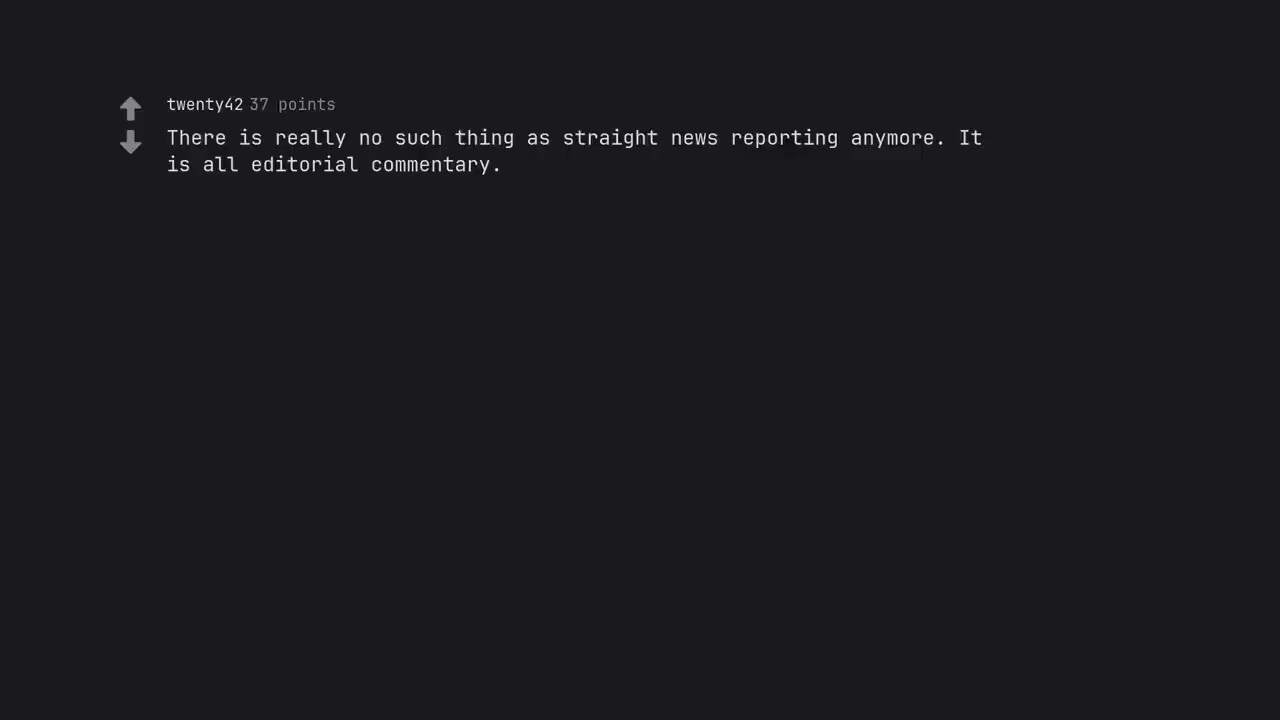 twenty42 37 points
There is really no such thing as straight news reporting anymore. It
is all editorial commentary.